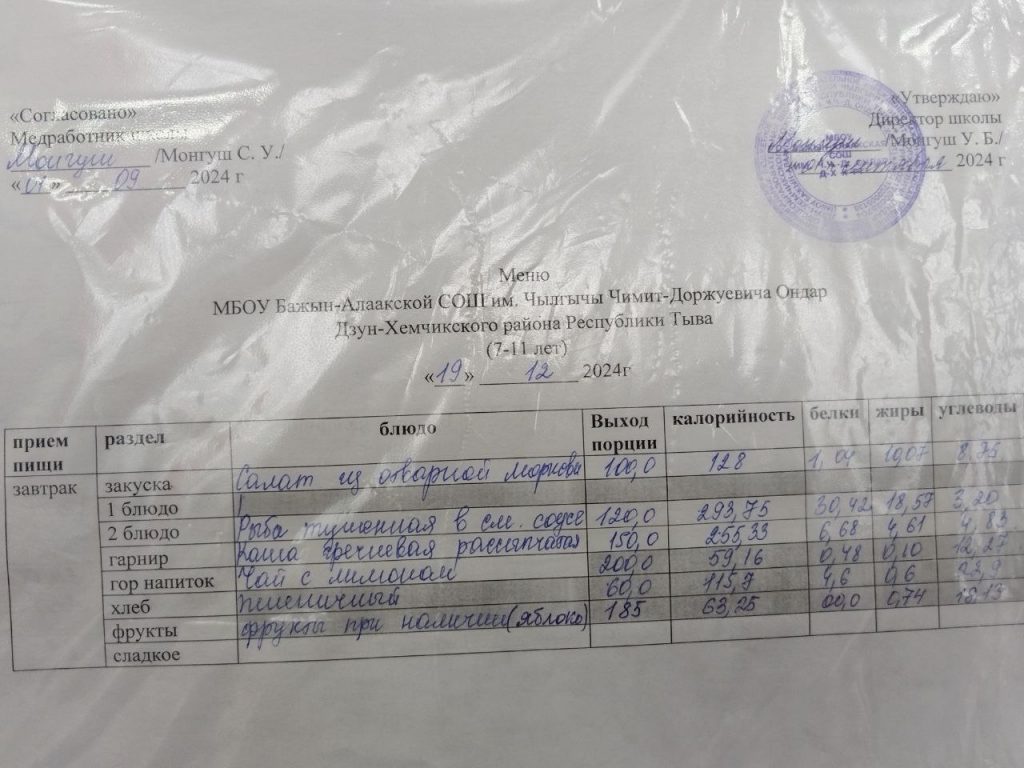 «Согласовано»
Медработник школы
Монгуш /Монгуш С. У./
«01» 09 2024 г
«Утверждаю»
Директор школы
/Монгуш У. Б./
2024 г
Меню
МБОУ Бажын-Алаакской СОШ им. Чылгычы Чимит-Доржуевича Ондар
Дзун-Хемчикского района Республики Тыва
(7-11 лет)
«19» 12 2024г
прием пищи раздел блюдо Выход порции калорийность белки жиры углеводы
завтрак закуска Салат из отварной моркови 100,0 128 1,04 10,07 8,75
1 блюдо
2 блюдо Рыба тушенная в см. соусе 120,0 293,75 30,42 18,57 3,20
гарнир Каша гречневая рассыпчатая 150,0 255,33 6,68 4,61 4,83
гор напиток Чай с лимоном 200,0 59,16 0,48 0,10 12,27
хлеб пшеничный 60,0 115,7 4,6 0,6 23,9
фрукты фрукты при наличии (яблоко) 185 63,25 00,0 0,74 18,13
сладкое